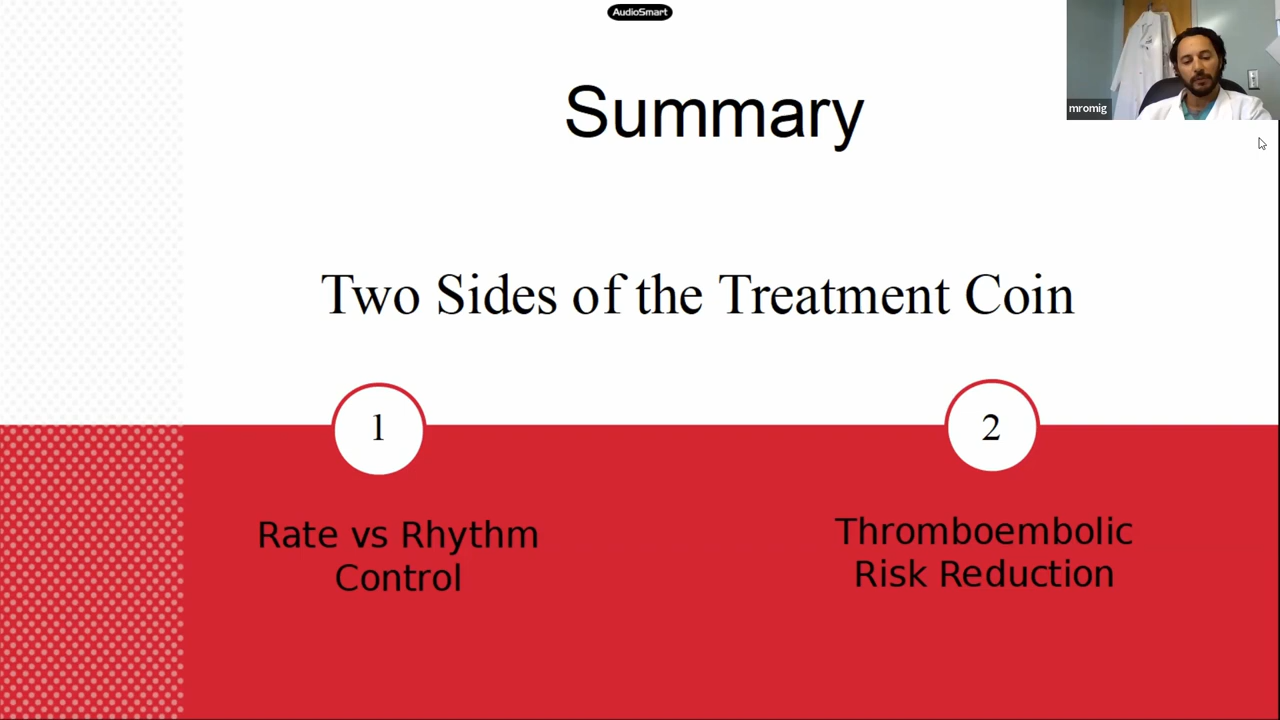 AudioSmart
mromig
Summary
Two Sides of the Treatment Coin
1
2
Rate vs Rhythm
Control
Thromboembolic
Risk Reduction